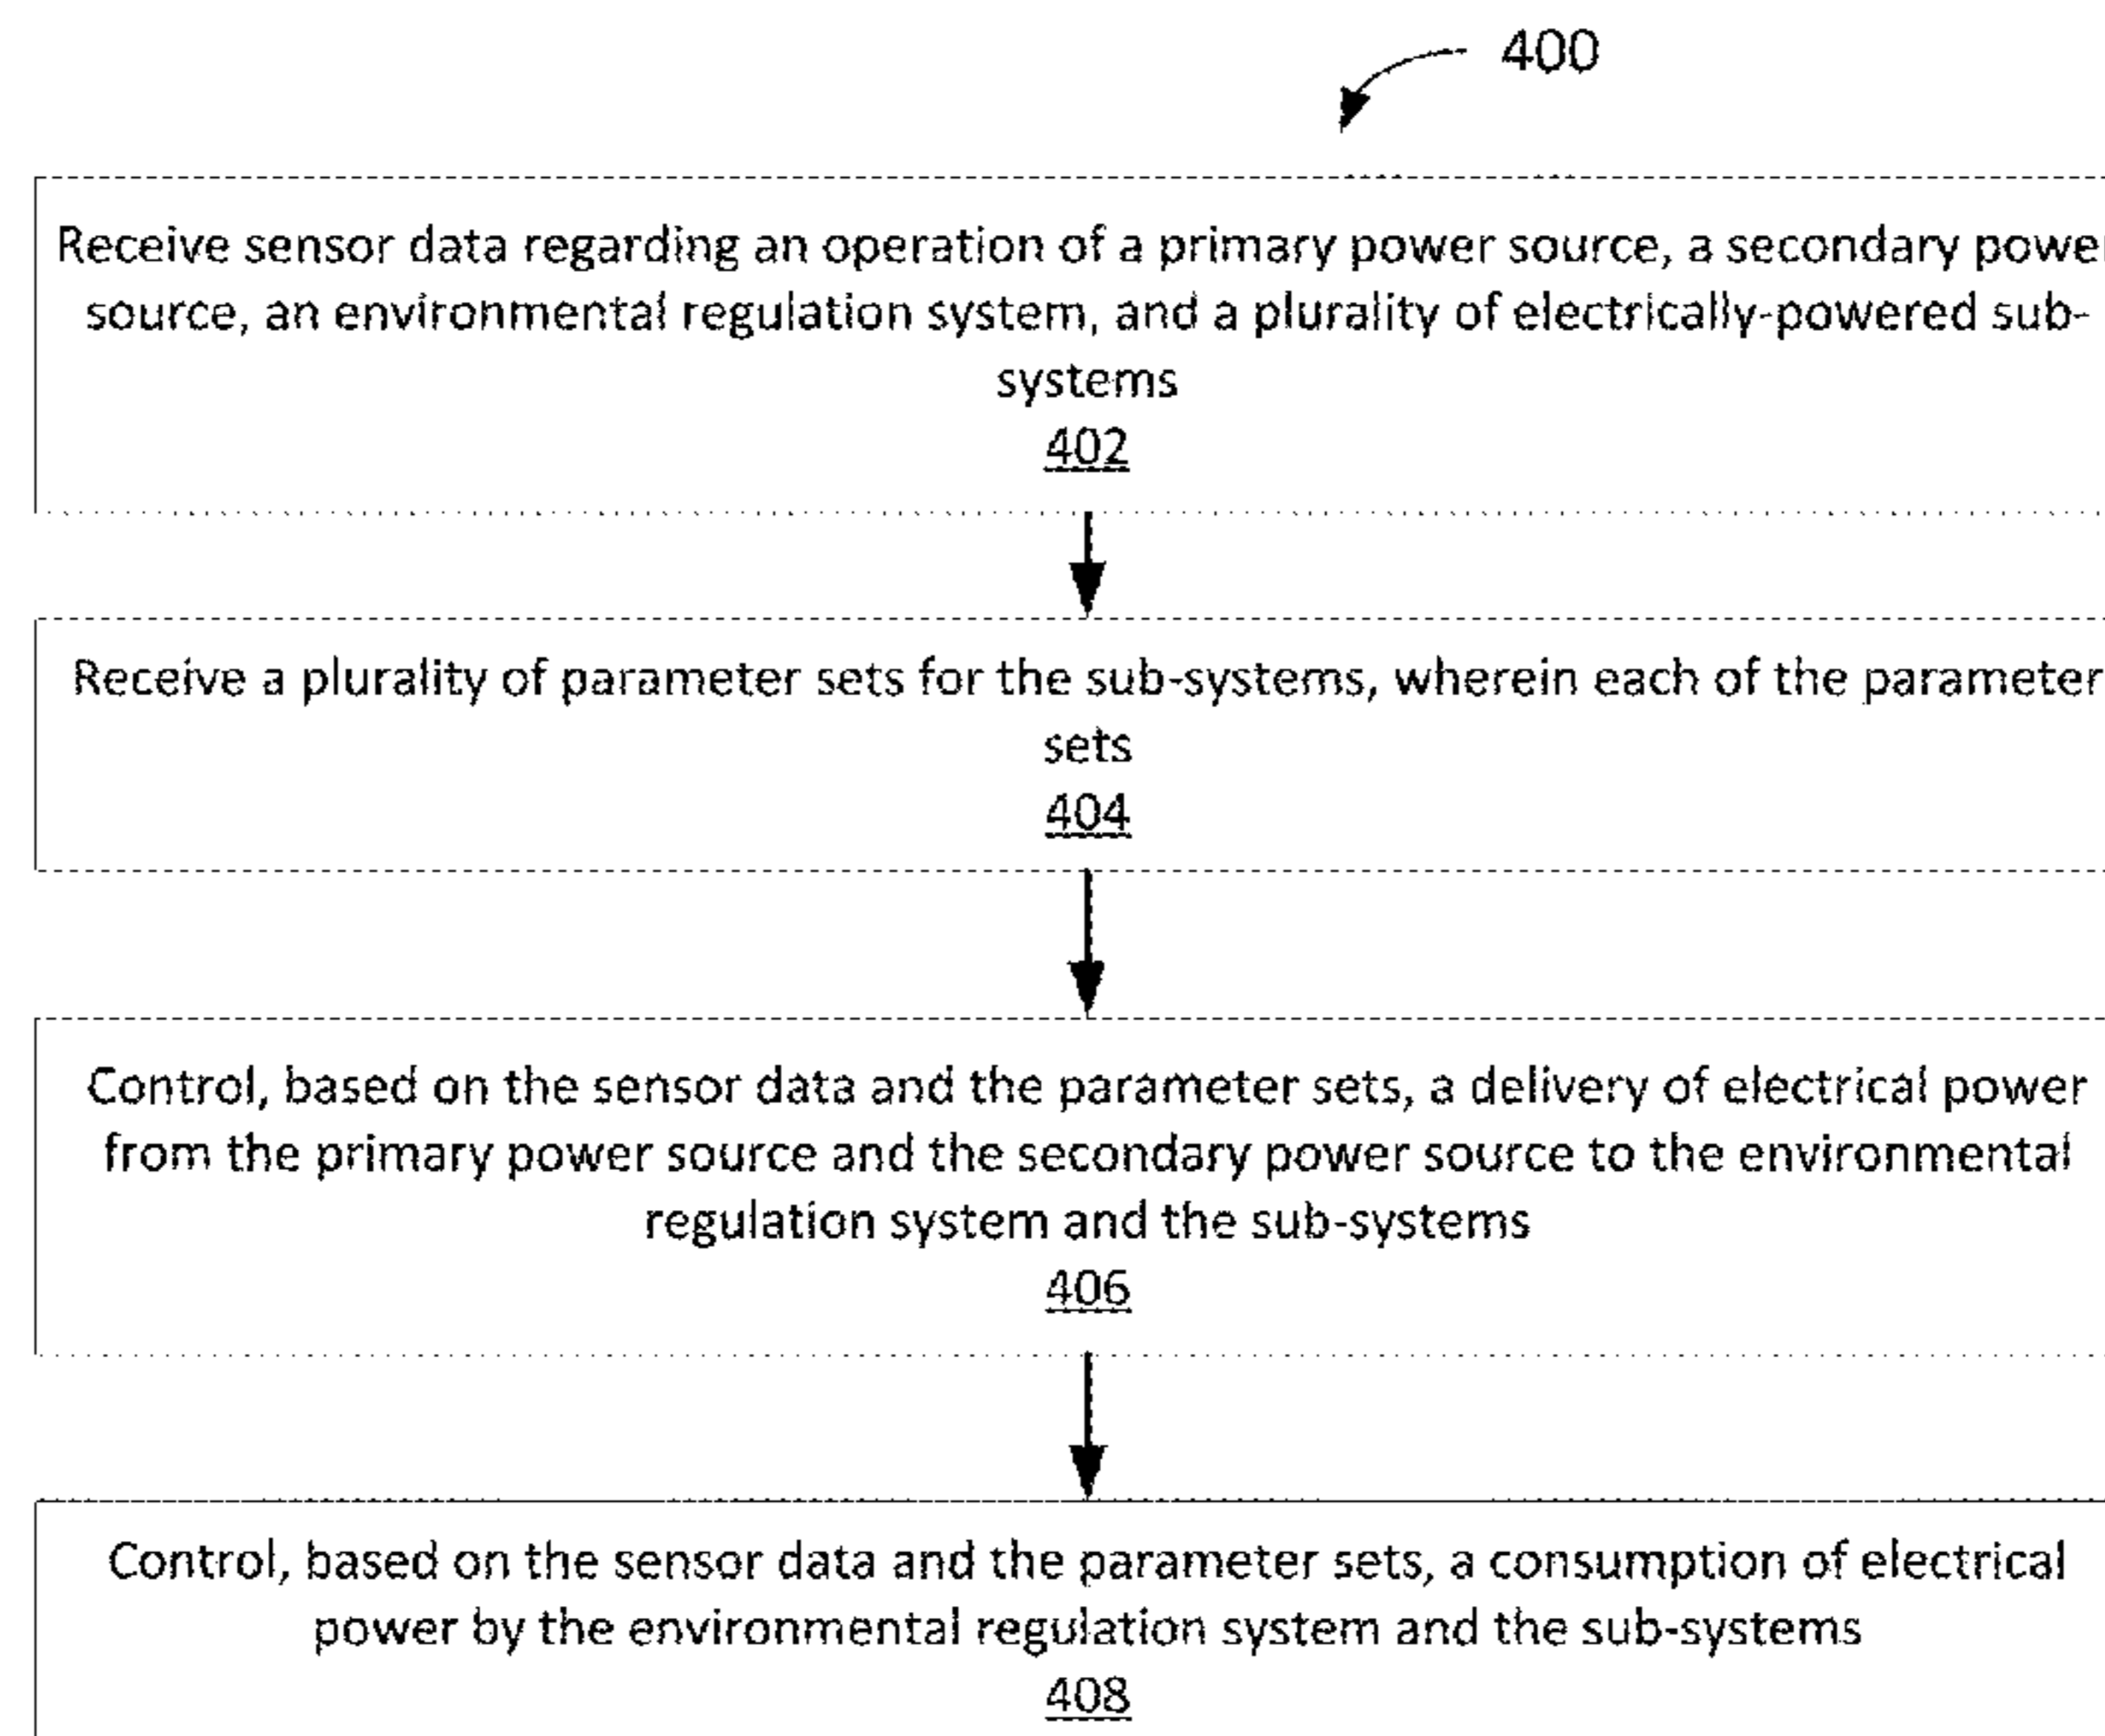 400
Receive sensor data regarding an operation of a primary power source, a secondary power
source, an environmental regulation system, and a plurality of electrically-powered sub-
systems
402
Receive a plurality of parameter sets for the sub-systems, wherein each of the parameter
sets
404
Control, based on the sensor data and the parameter sets, a delivery of electrical power
from the primary power source and the secondary power source to the environmental
regulation system and the sub-systems
406
Control, based on the sensor data and the parameter sets, a consumption of electrical
power by the environmental regulation system and the sub-systems
408